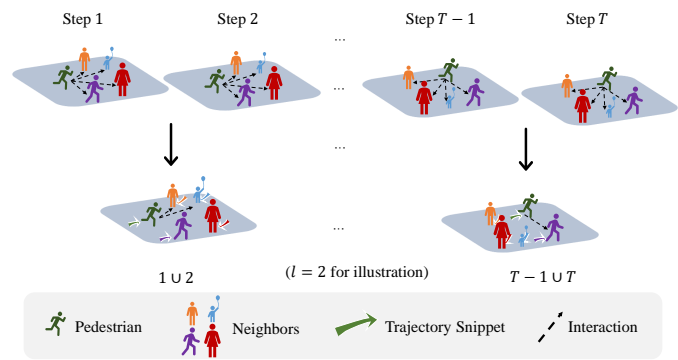 Step 1
Step 2
...
Step T − 1
Step T
...
...
...
1 ∪ 2
(l = 2 for illustration)
T − 1 ∪ T
Pedestrian
Neighbors
Trajectory Snippet
Interaction